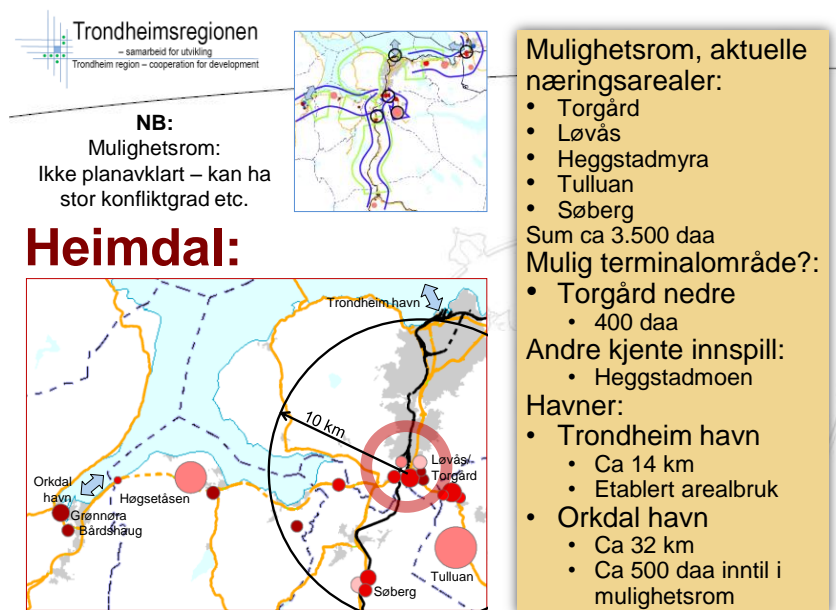 Trondheimsregionen
– samarbeid for utvikling
Trondheim region – cooperation for development
NB:
Mulighetsrom:
Ikke planavklart – kan ha
stor konfliktgrad etc.
Heimdal:
Trondheim havn
10 km
Løvås/
Torgård
Orkdal
havn
Høgsetåsen
Grønnøra
Bårdshaug
Tulluan
Søberg
Mulighetsrom, aktuelle
næringsarealer:
• Torgård
• Løvås
• Heggstadmyra
• Tulluan
• Søberg
Sum ca 3.500 daa
Mulig terminalområde?:
• Torgård nedre
• 400 daa
Andre kjente innspill:
• Heggstadmoen
Havner:
• Trondheim havn
• Ca 14 km
• Etablert arealbruk
• Orkdal havn
• Ca 32 km
• Ca 500 daa inntil i
mulighetsrom